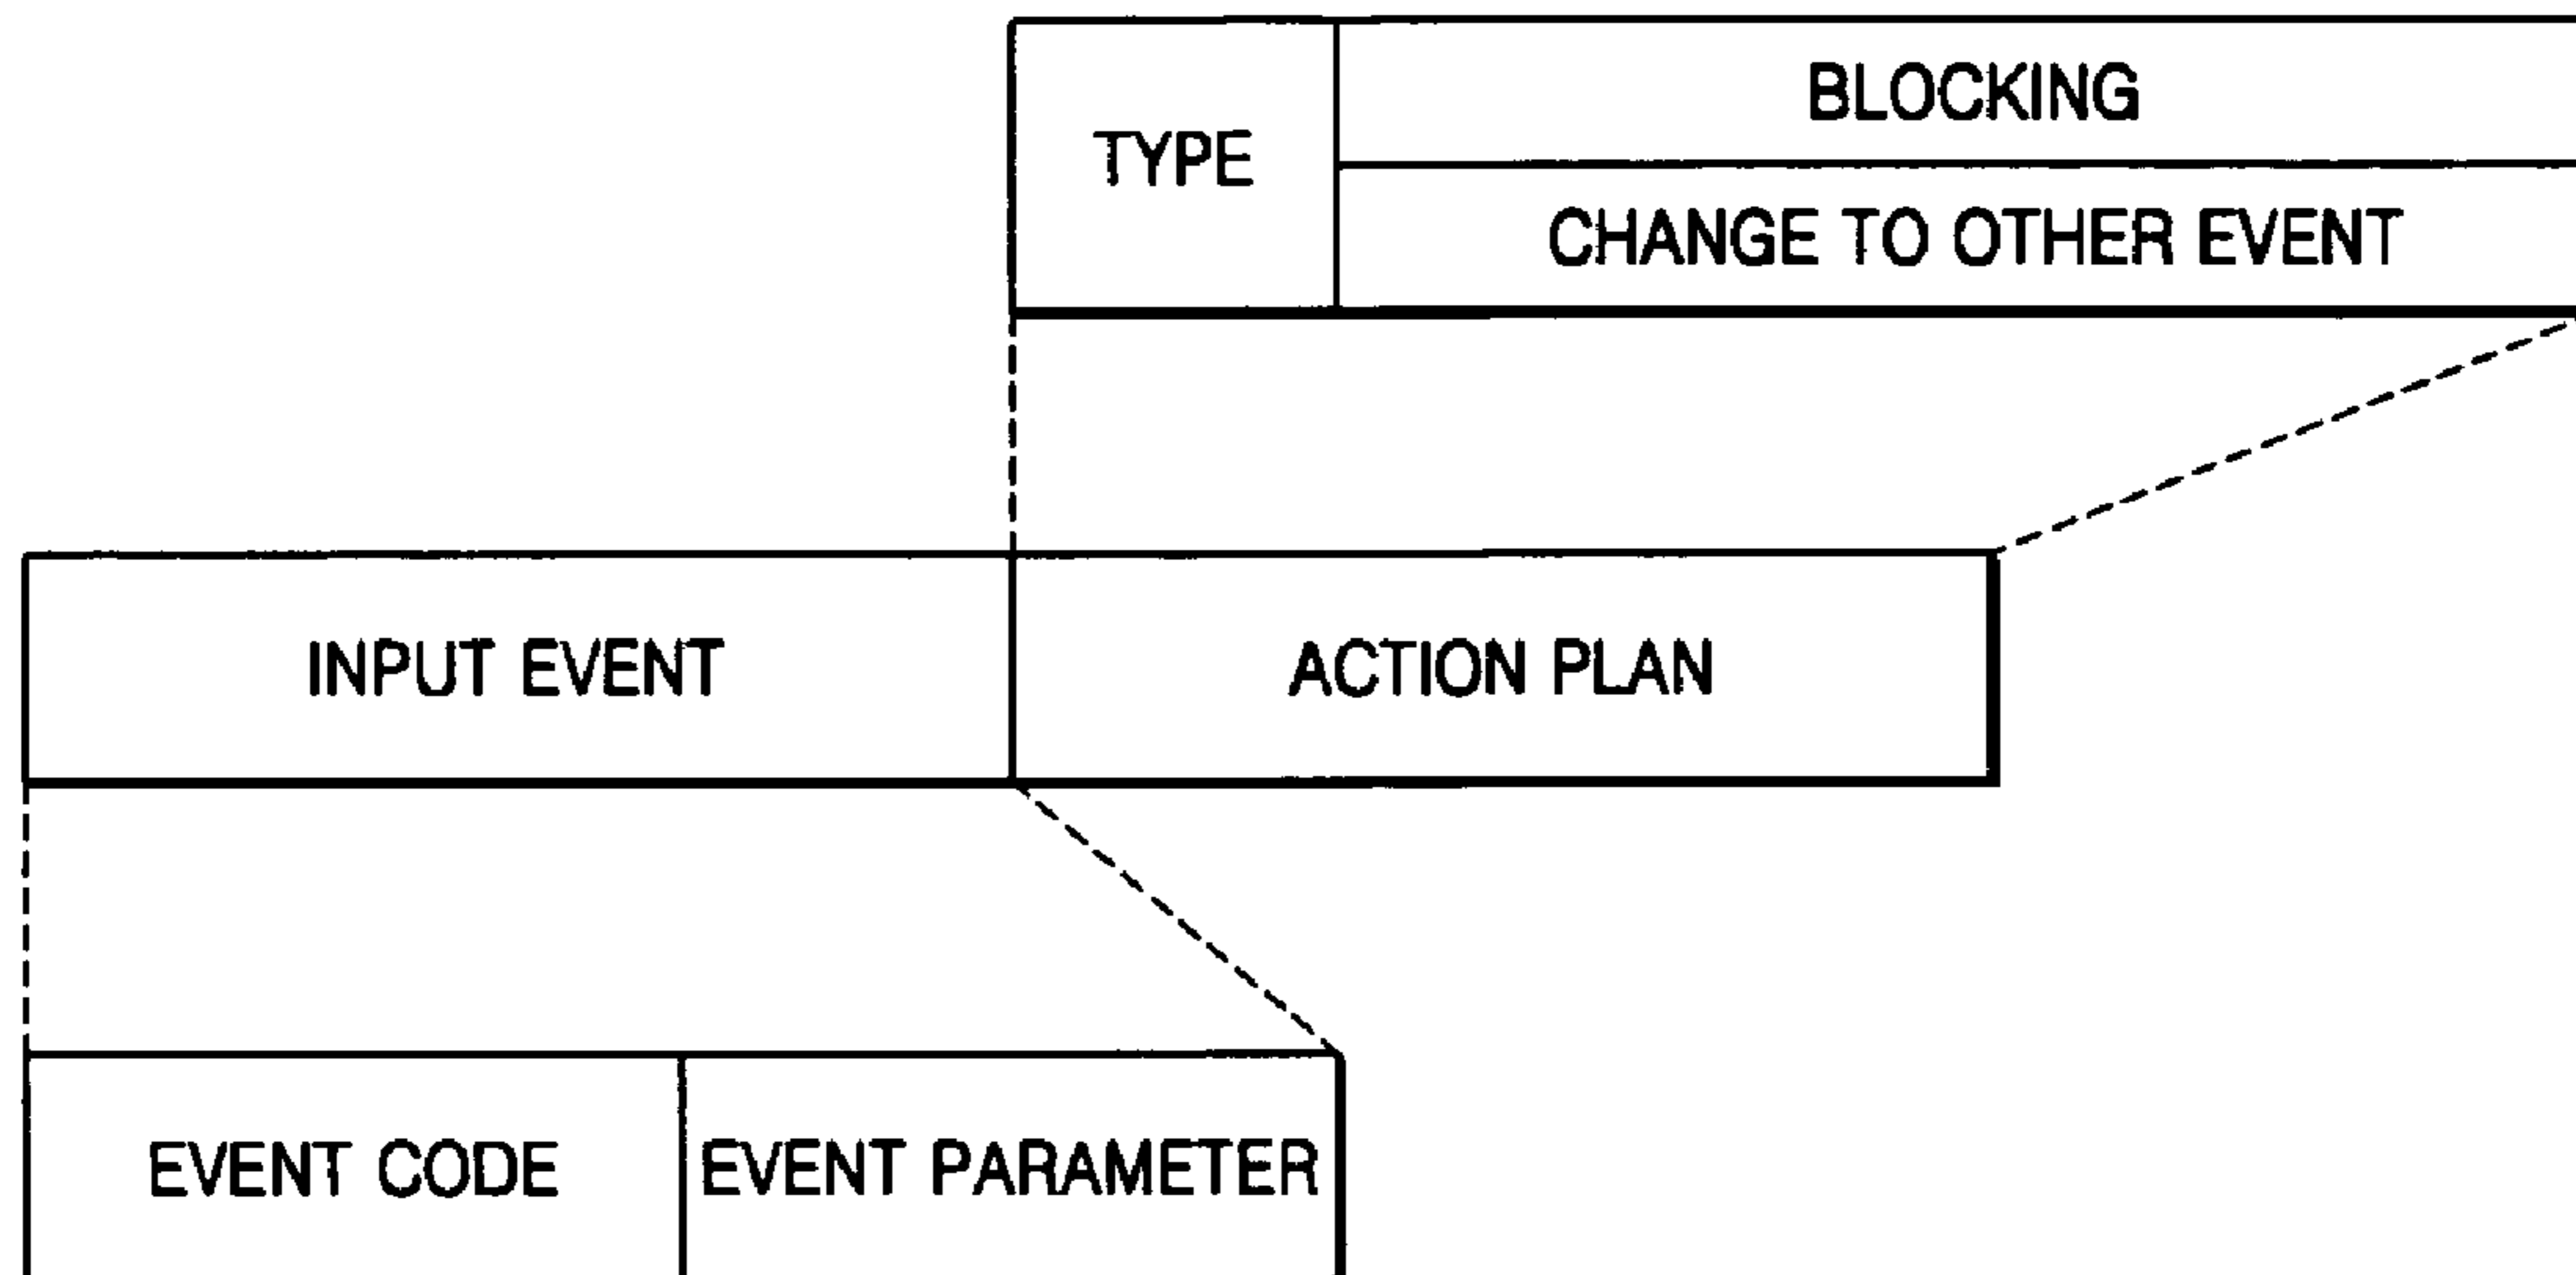 BLOCKING
TYPE
CHANGE TO OTHER EVENT
INPUT EVENT
ACTION PLAN
EVENT CODE
EVENT PARAMETER